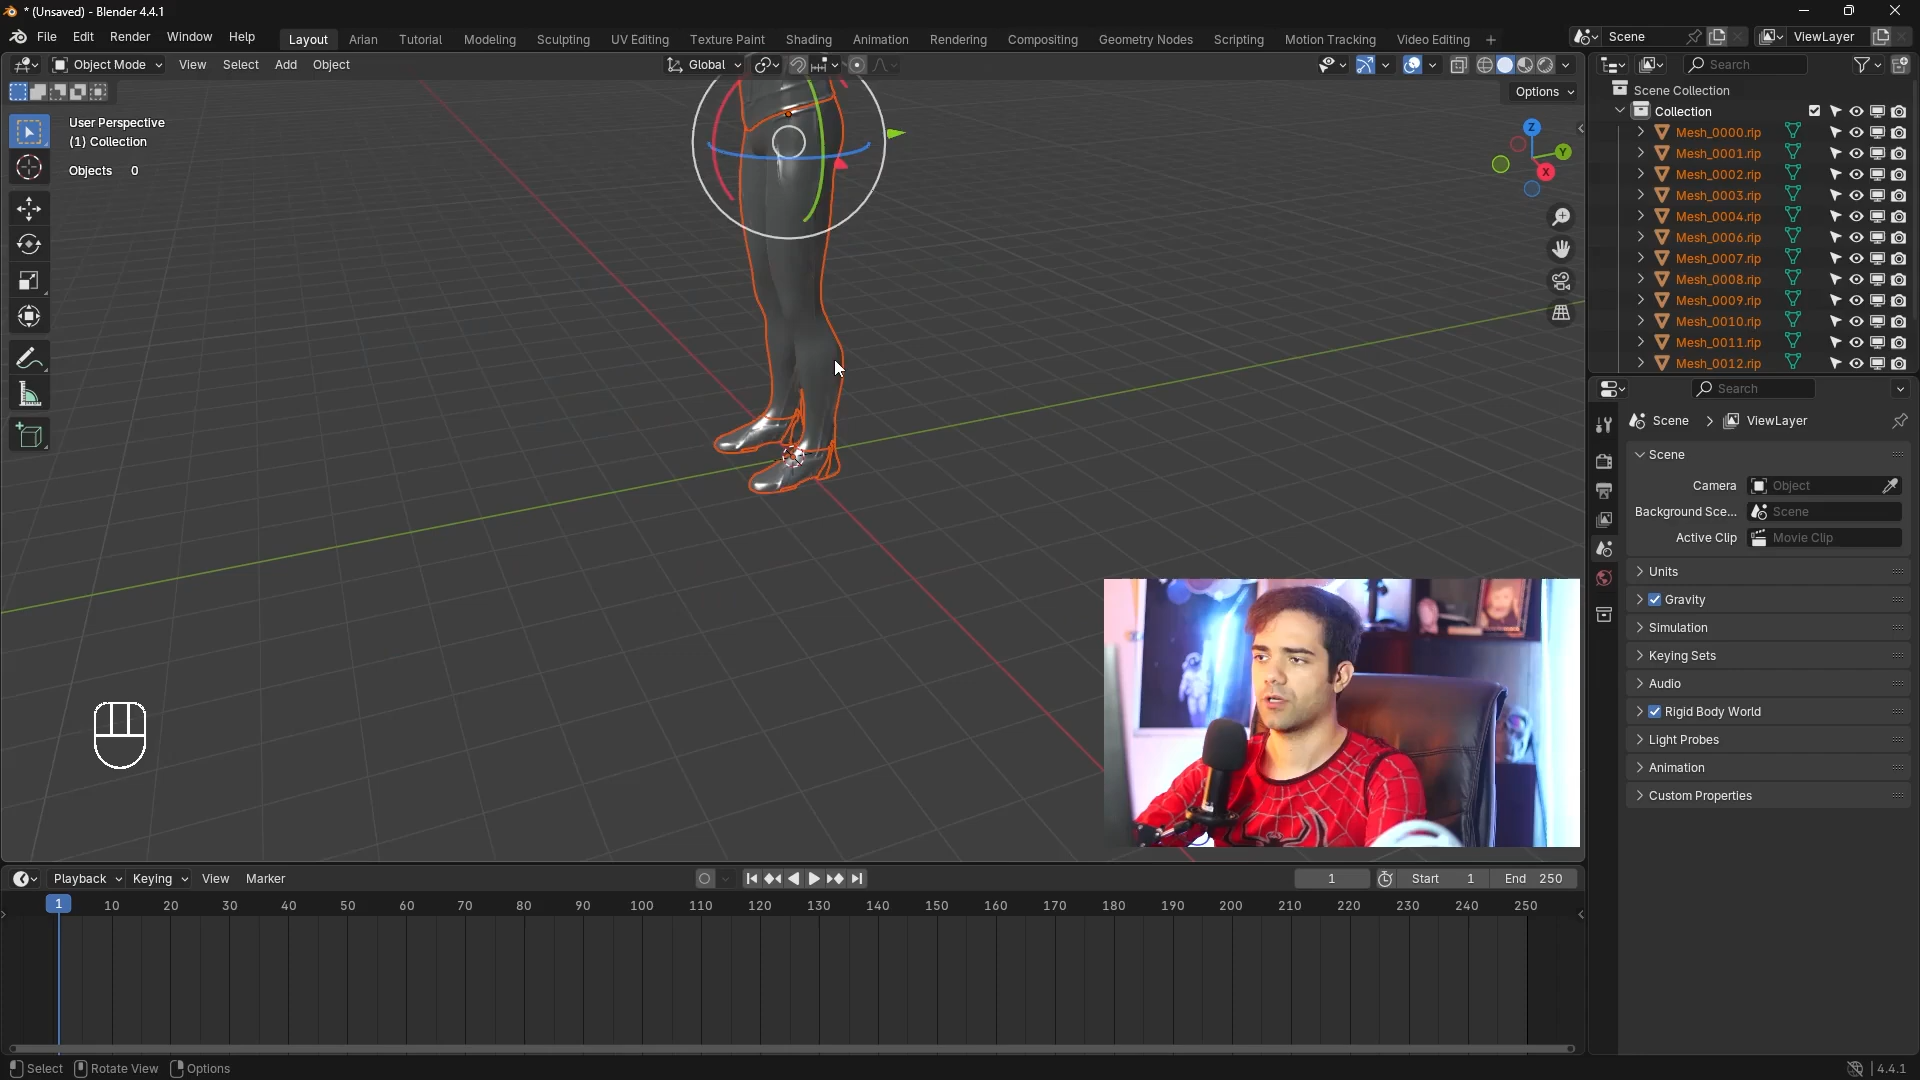 * (Unsaved) - Blender 4.4.1
File Edit Render Window Help
Layout Arian Tutorial Modeling Sculpting UV Editing Texture Paint Shading Animation Rendering Compositing Geometry Nodes Scripting Motion Tracking Video Editing +
Scene ViewLayer
Object Mode View Select Add Object
Global
Search
Options
User Perspective
(1) Collection
Objects 0
Z
Y
X
Scene Collection
Collection
Mesh_0000.rip
Mesh_0001.rip
Mesh_0002.rip
Mesh_0003.rip
Mesh_0004.rip
Mesh_0006.rip
Mesh_0007.rip
Mesh_0008.rip
Mesh_0009.rip
Mesh_0010.rip
Mesh_0011.rip
Mesh_0012.rip
Search
Scene > ViewLayer
Scene
Camera Object
Background Sce... Scene
Active Clip Movie Clip
Units
Gravity
Simulation
Keying Sets
Audio
Rigid Body World
Light Probes
Animation
Custom Properties
Playback Keying View Marker
1 Start 1 End 250
1 10 20 30 40 50 60 70 80 90 100 110 120 130 140 150 160 170 180 190 200 210 220 230 240 250
Select Rotate View Options
4.4.1